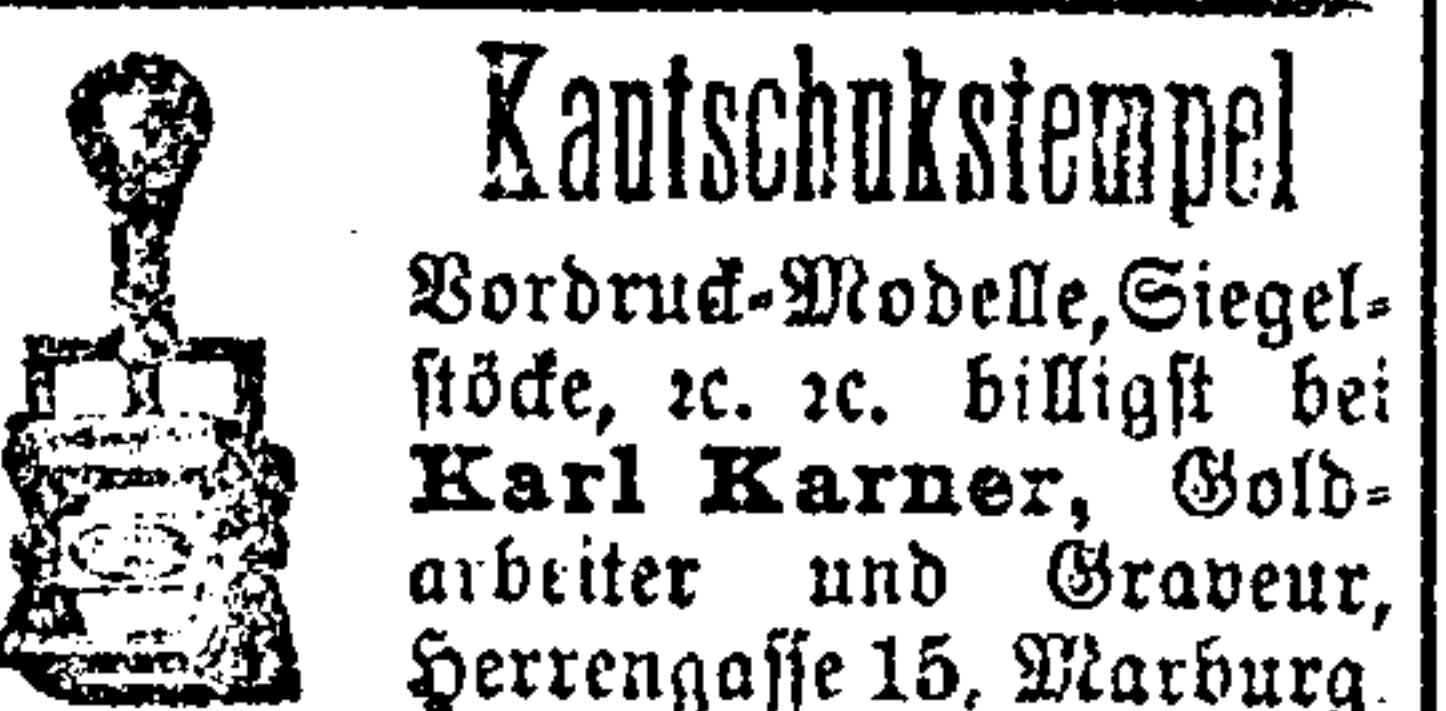 Kautschukstempel
Vordruck-Modelle, Siegel-
stöcke, ꝛc. ꝛc. billigst bei
Karl Karner, Gold-
arbeiter und Graveur,
Herrengasse 15, Marburg.